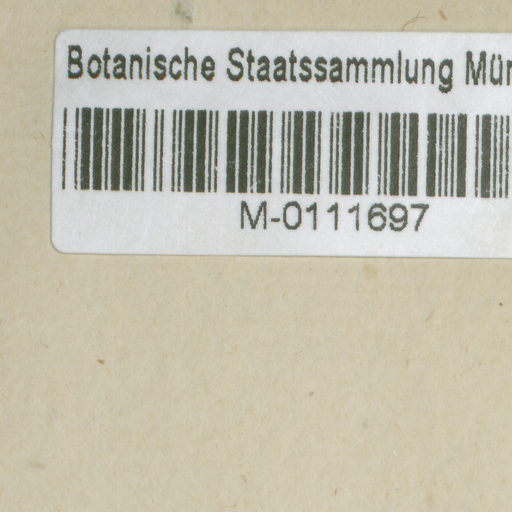 Botanische Staatssammlung Mün
M-0111697